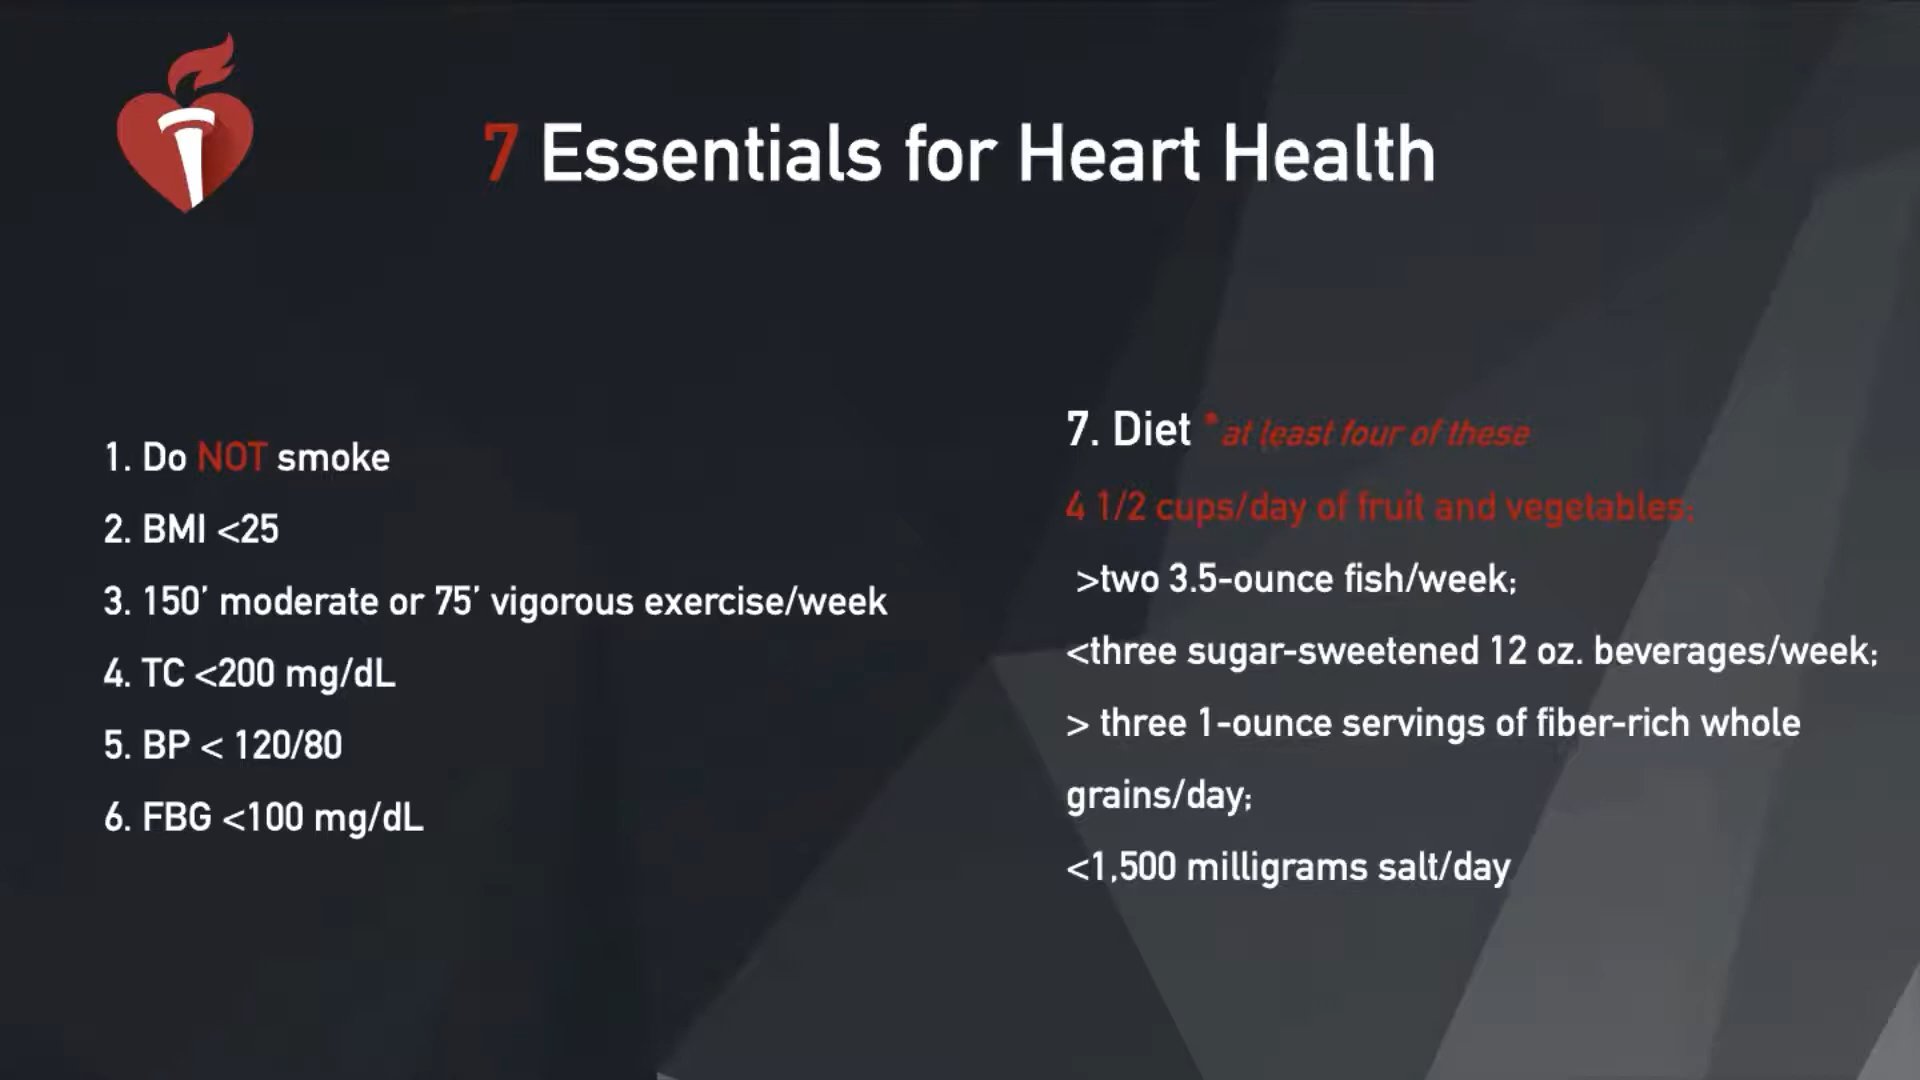 7 Essentials for Heart Health
1. Do NOT smoke
2. BMI <25
3. 150’ moderate or 75’ vigorous exercise/week
4. TC <200 mg/dL
5. BP < 120/80
6. FBG <100 mg/dL
7. Diet *at least four of these
4 1/2 cups/day of fruit and vegetables;
>two 3.5-ounce fish/week;
<three sugar-sweetened 12 oz. beverages/week;
> three 1-ounce servings of fiber-rich whole
grains/day;
<1,500 milligrams salt/day